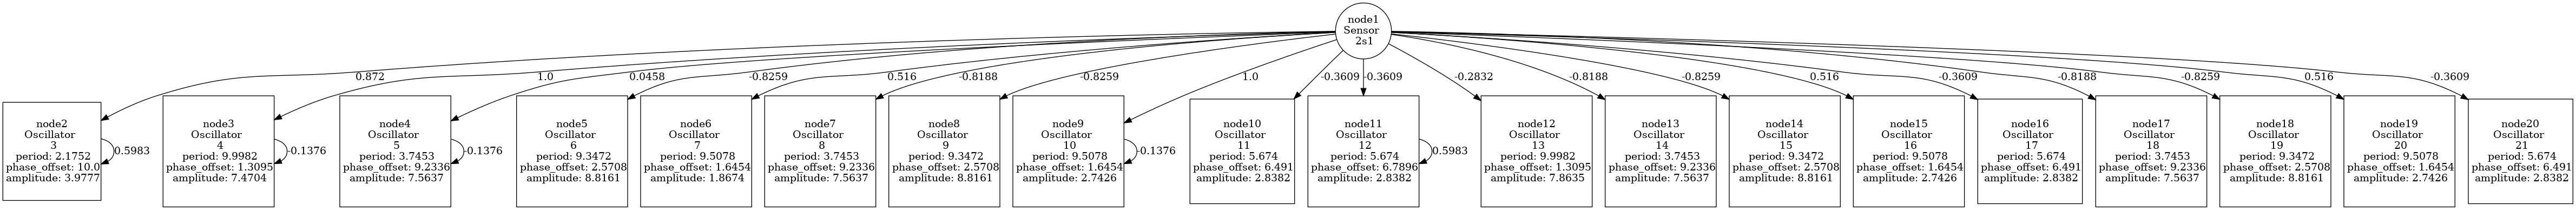 node1
Sensor
2s1
0.872
1.0
0.0458
-0.8259
0.516
-0.8188
-0.8259
1.0
-0.3609
-0.3609
-0.2832
-0.8188
-0.8259
0.516
-0.3609
-0.8188
-0.8259
0.516
-0.3609
node2
Oscillator
3
period: 2.1752
phase_offset: 10.0
amplitude: 3.9777
0.5983
node3
Oscillator
4
period: 9.9982
phase_offset: 1.3095
amplitude: 7.4704
-0.1376
node4
Oscillator
5
period: 3.7453
phase_offset: 9.2336
amplitude: 7.5637
-0.1376
node5
Oscillator
6
period: 9.3472
phase_offset: 2.5708
amplitude: 8.8161
node6
Oscillator
7
period: 9.5078
phase_offset: 1.6454
amplitude: 1.8674
node7
Oscillator
8
period: 3.7453
phase_offset: 9.2336
amplitude: 7.5637
node8
Oscillator
9
period: 9.3472
phase_offset: 2.5708
amplitude: 8.8161
node9
Oscillator
10
period: 9.5078
phase_offset: 1.6454
amplitude: 2.7426
-0.1376
node10
Oscillator
11
period: 5.674
phase_offset: 6.491
amplitude: 2.8382
node11
Oscillator
12
period: 5.674
phase_offset: 6.7896
amplitude: 2.8382
0.5983
node12
Oscillator
13
period: 9.9982
phase_offset: 1.3095
amplitude: 7.8635
node13
Oscillator
14
period: 3.7453
phase_offset: 9.2336
amplitude: 7.5637
node14
Oscillator
15
period: 9.3472
phase_offset: 2.5708
amplitude: 8.8161
node15
Oscillator
16
period: 9.5078
phase_offset: 1.6454
amplitude: 2.7426
node16
Oscillator
17
period: 5.674
phase_offset: 6.491
amplitude: 2.8382
node17
Oscillator
18
period: 3.7453
phase_offset: 9.2336
amplitude: 7.5637
node18
Oscillator
19
period: 9.3472
phase_offset: 2.5708
amplitude: 8.8161
node19
Oscillator
20
period: 9.5078
phase_offset: 1.6454
amplitude: 2.7426
node20
Oscillator
21
period: 5.674
phase_offset: 6.491
amplitude: 2.8382